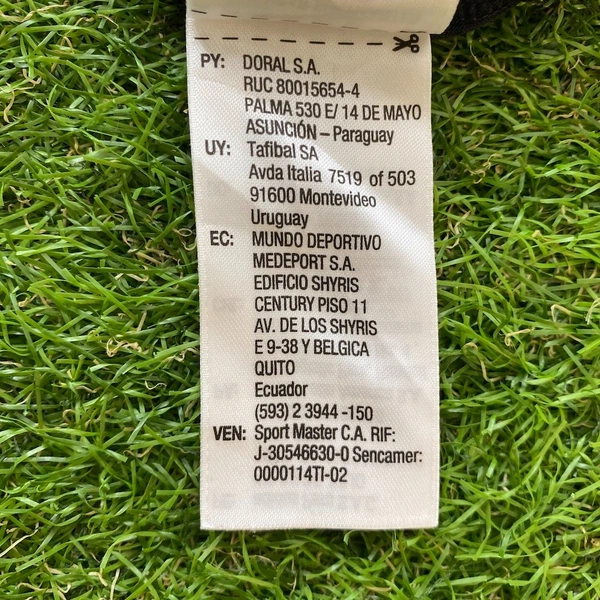 PY: DORAL S.A.
RUC 80015654-4
PALMA 530 E/ 14 DE MAYO
ASUNCIÓN – Paraguay
UY: Tafibal SA
Avda Italia 7519 of 503
91600 Montevideo
Uruguay
EC: MUNDO DEPORTIVO
MEDEPORT S.A.
EDIFICIO SHYRIS
CENTURY PISO 11
AV. DE LOS SHYRIS
E 9-38 Y BELGICA
QUITO
Ecuador
(593) 2 3944 -150
VEN: Sport Master C.A. RIF:
J-30546630-0 Sencamer:
0000114TI-02